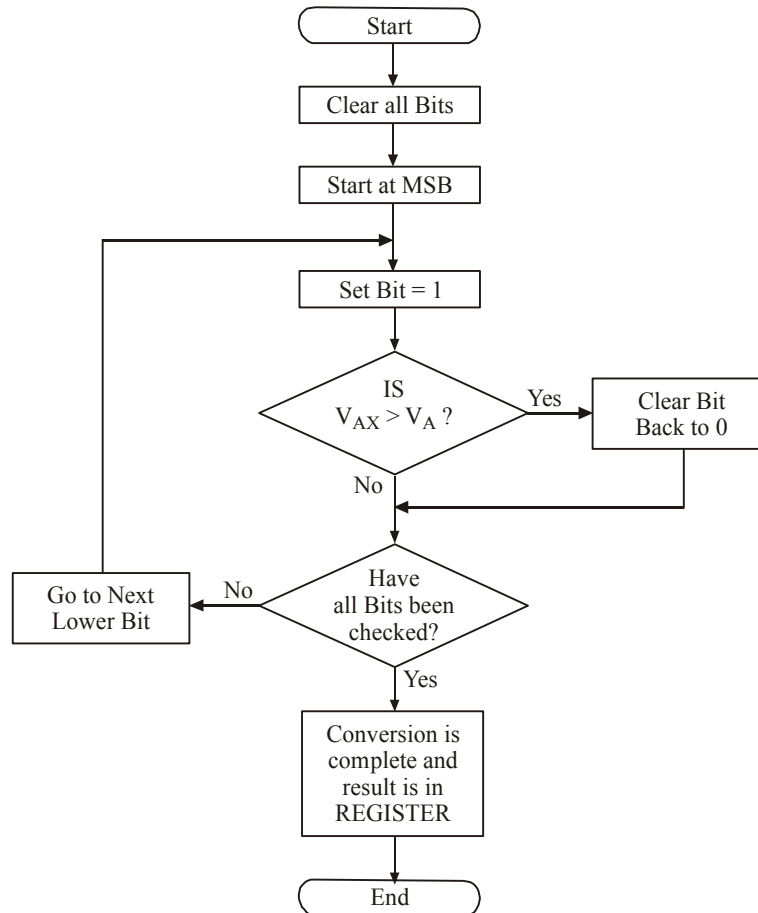 Start
Clear all Bits
Start at MSB
Set Bit = 1
IS
V_AX > V_A ?
Yes
Clear Bit
Back to 0
No
Have
all Bits been
checked?
No
Go to Next
Lower Bit
Yes
Conversion is
complete and
result is in
REGISTER
End